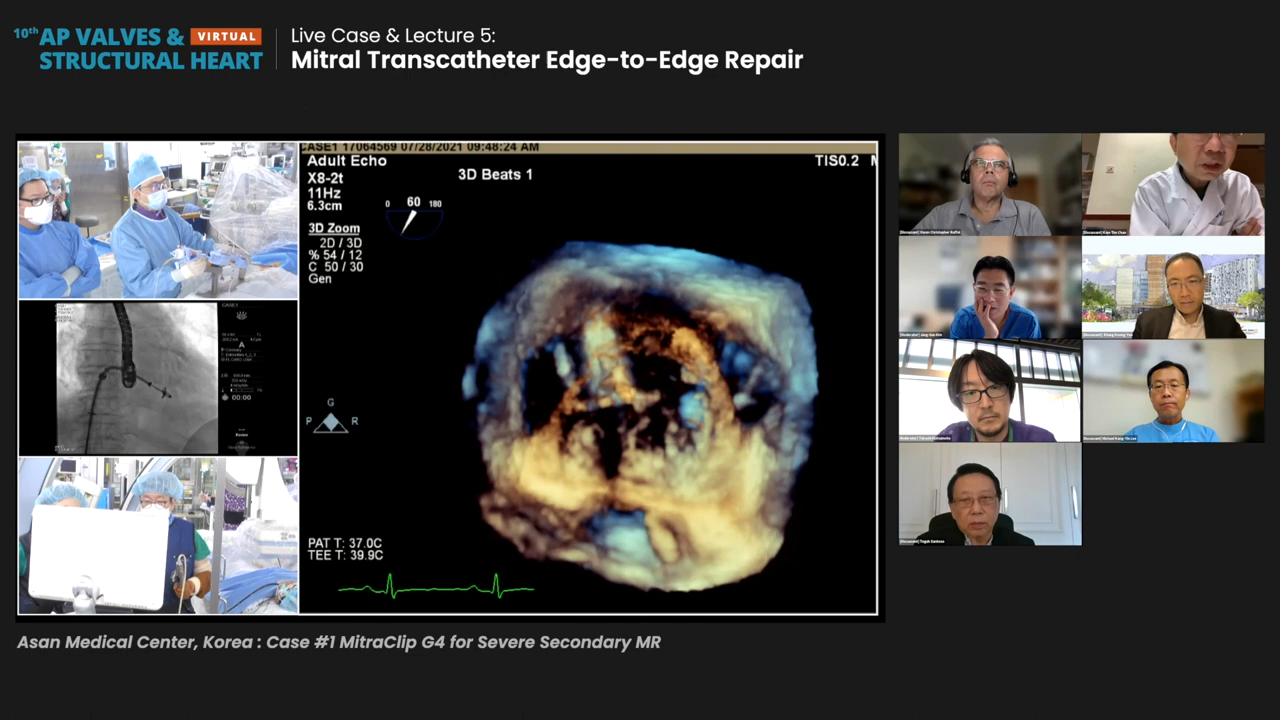 10th AP VALVES & VIRTUAL
STRUCTURAL HEART
Live Case & Lecture 5:
Mitral Transcatheter Edge-to-Edge Repair
CASE1 17064569 07/28/2021 09:48:24 AM
Adult Echo
TIS0.2 M
X8-2t
3D Beats 1
11Hz
6.3cm
0 60 180
3D Zoom
2D / 3D
% 54 / 12
C 50 / 30
Gen
G
P R
PAT T: 37.0C
TEE T: 39.9C
A
00:00
Asan Medical Center, Korea : Case #1 MitraClip G4 for Severe Secondary MR